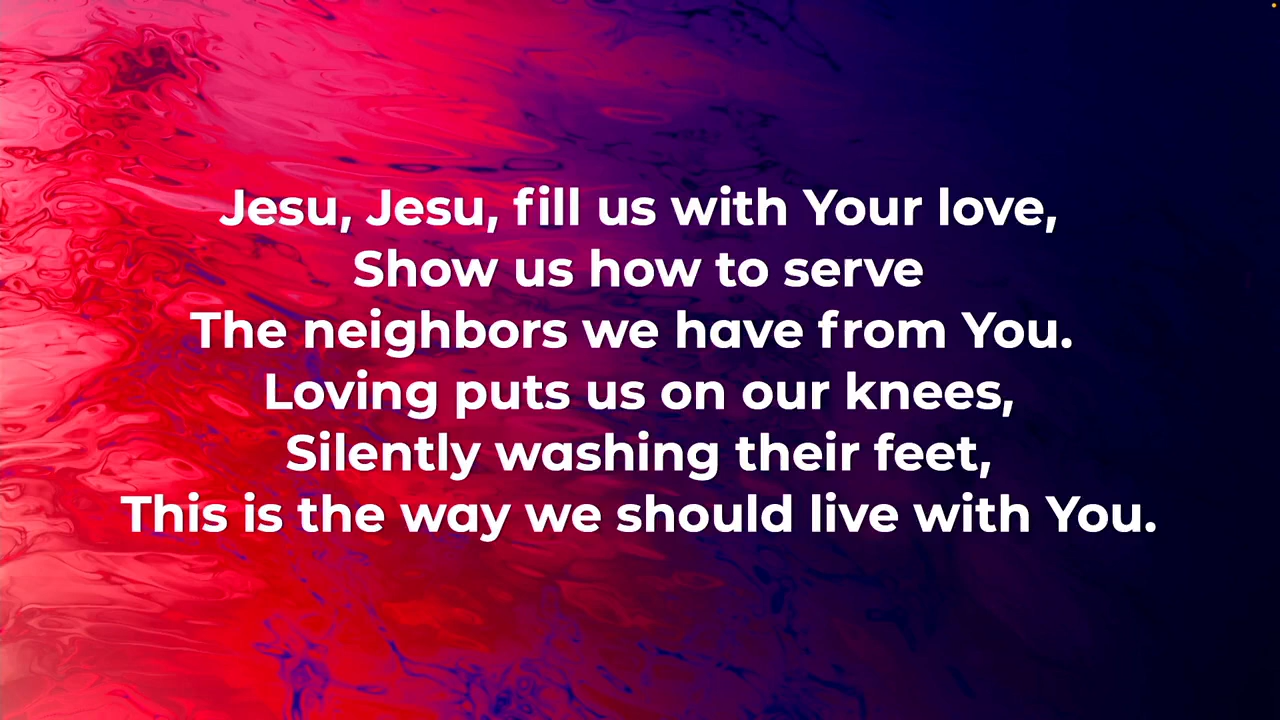 Jesu, Jesu, fill us with Your love,
Show us how to serve
The neighbors we have from You.
Loving puts us on our knees,
Silently washing their feet,
This is the way we should live with You.